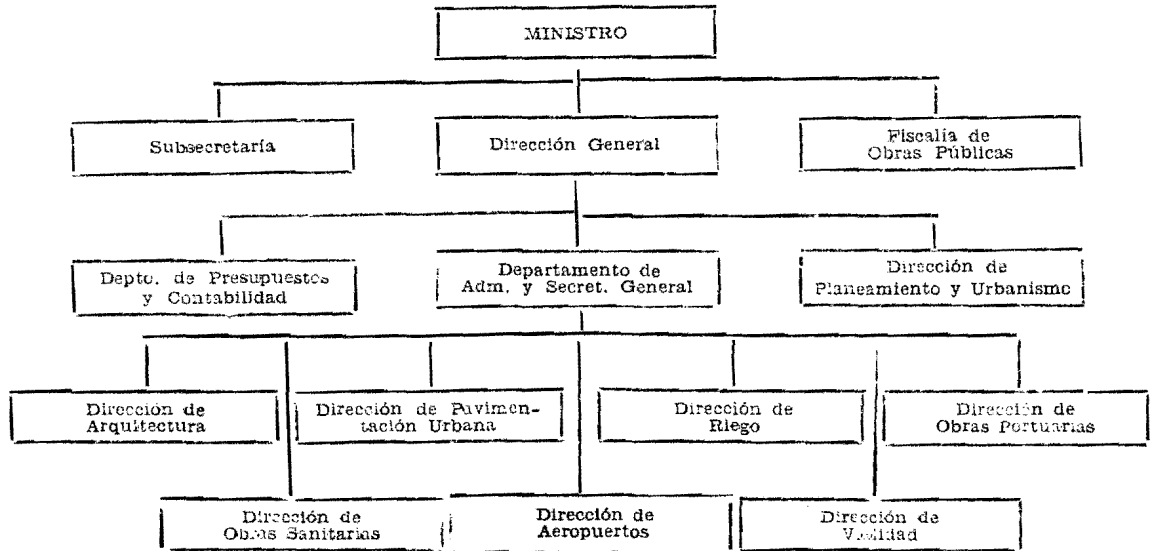 MINISTRO
Subsecretaría
Dirección General
Fiscalía de
Obras Públicas
Depto. de Presupuestos
y Contabilidad
Departamento de
Adm. y Secret. General
Dirección de
Planeamiento y Urbanismo
Dirección de
Arquitectura
Dirección de Pavimen-
tación Urbana
Dirección de
Riego
Dirección de
Obras Portuarias
Dirección de
Obras Sanitarias
Dirección de
Aeropuertos
Dirección de
Vialidad